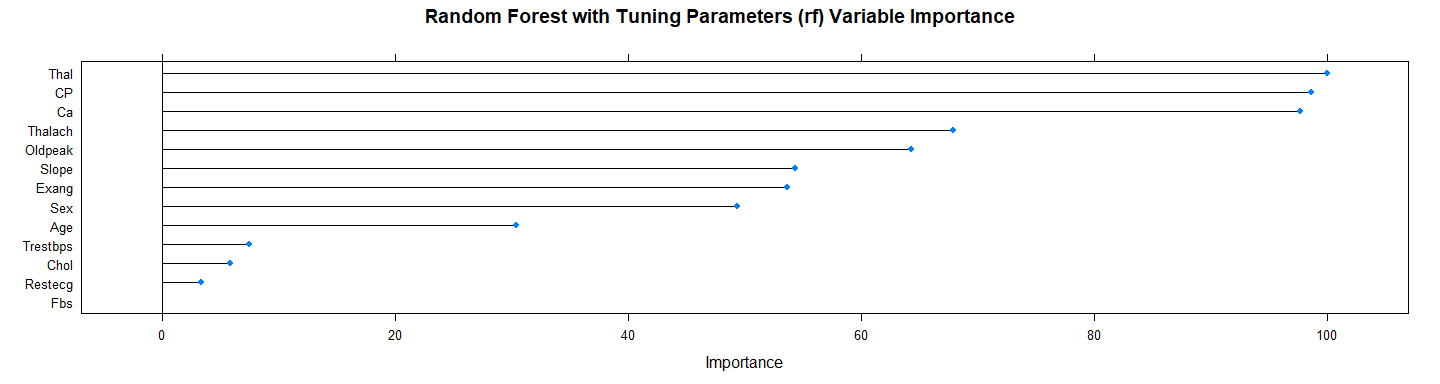 Random Forest with Tuning Parameters (rf) Variable Importance
Thal
CP
Ca
Thalach
Oldpeak
Slope
Exang
Sex
Age
Trestbps
Chol
Restecg
Fbs
0 20 40 60 80 100
Importance